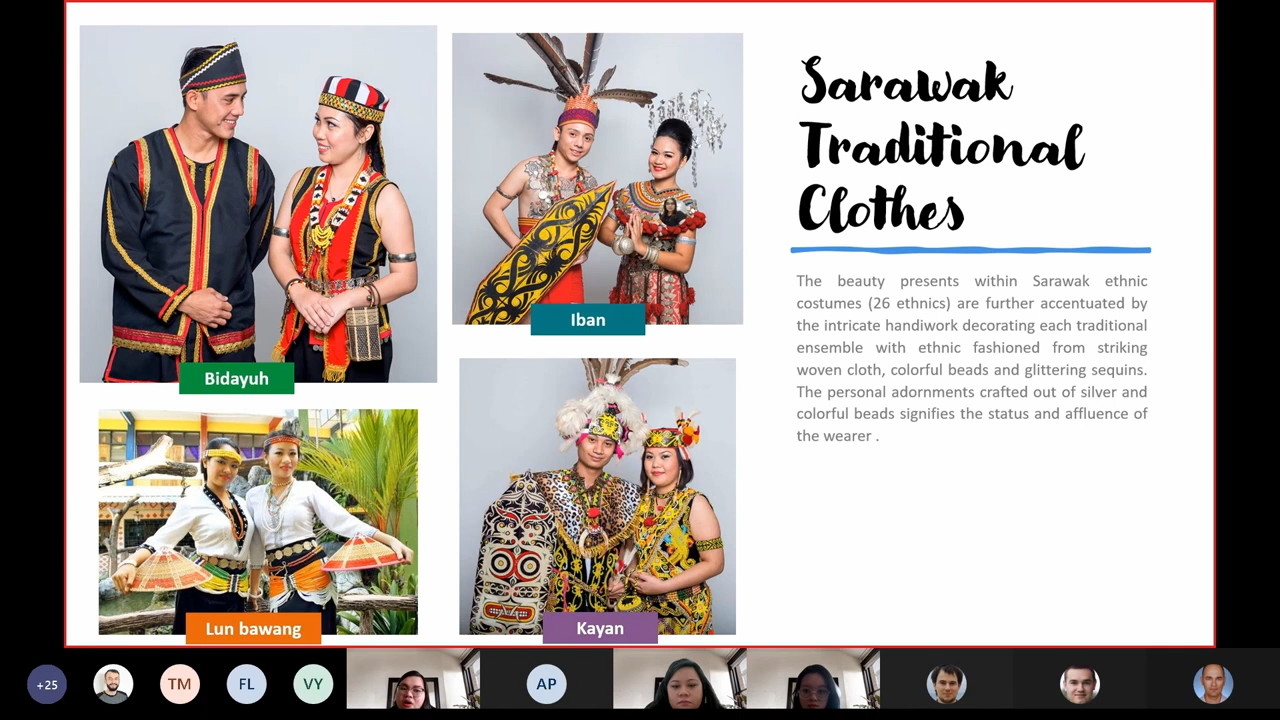 Sarawak
Traditional
Clothes
The beauty presents within Sarawak ethnic
costumes (26 ethnics) are further accentuated by
the intricate handiwork decorating each traditional
ensemble with ethnic fashioned from striking
woven cloth, colorful beads and glittering sequins.
The personal adornments crafted out of silver and
colorful beads signifies the status and affluence of
the wearer .
Bidayuh
Iban
Lun bawang
Kayan
+25
TM
FL
VY
AP